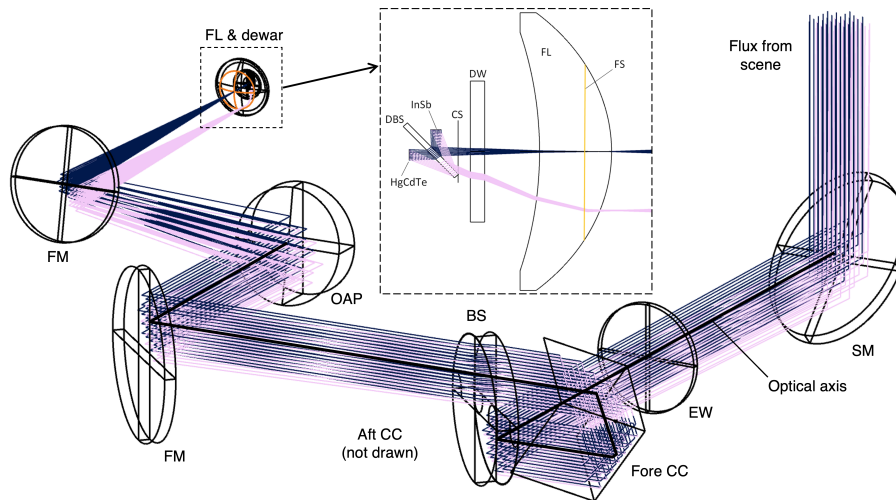 FL & dewar
Flux from
scene
DW
FL
FS
InSb
CS
DBS
HgCdTe
FM
OAP
BS
SM
Optical axis
EW
Aft CC
(not drawn)
FM
Fore CC